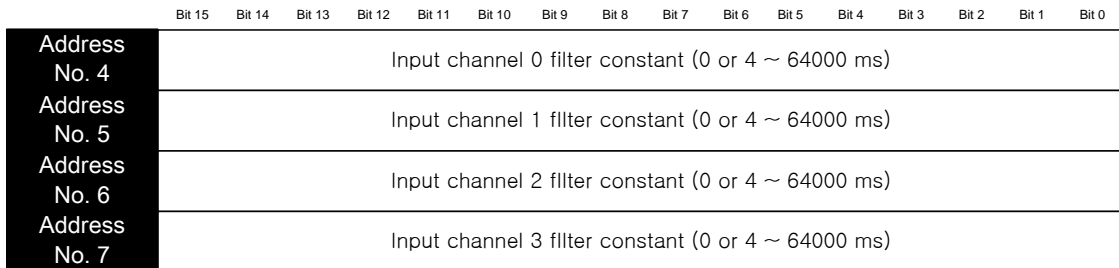 Bit 15 Bit 14 Bit 13 Bit 12 Bit 11 Bit 10 Bit 9 Bit 8 Bit 7 Bit 6 Bit 5 Bit 4 Bit 3 Bit 2 Bit 1 Bit 0
Address
No. 4
Input channel 0 filter constant (0 or 4 ~ 64000 ms)
Address
No. 5
Input channel 1 filter constant (0 or 4 ~ 64000 ms)
Address
No. 6
Input channel 2 filter constant (0 or 4 ~ 64000 ms)
Address
No. 7
Input channel 3 filter constant (0 or 4 ~ 64000 ms)